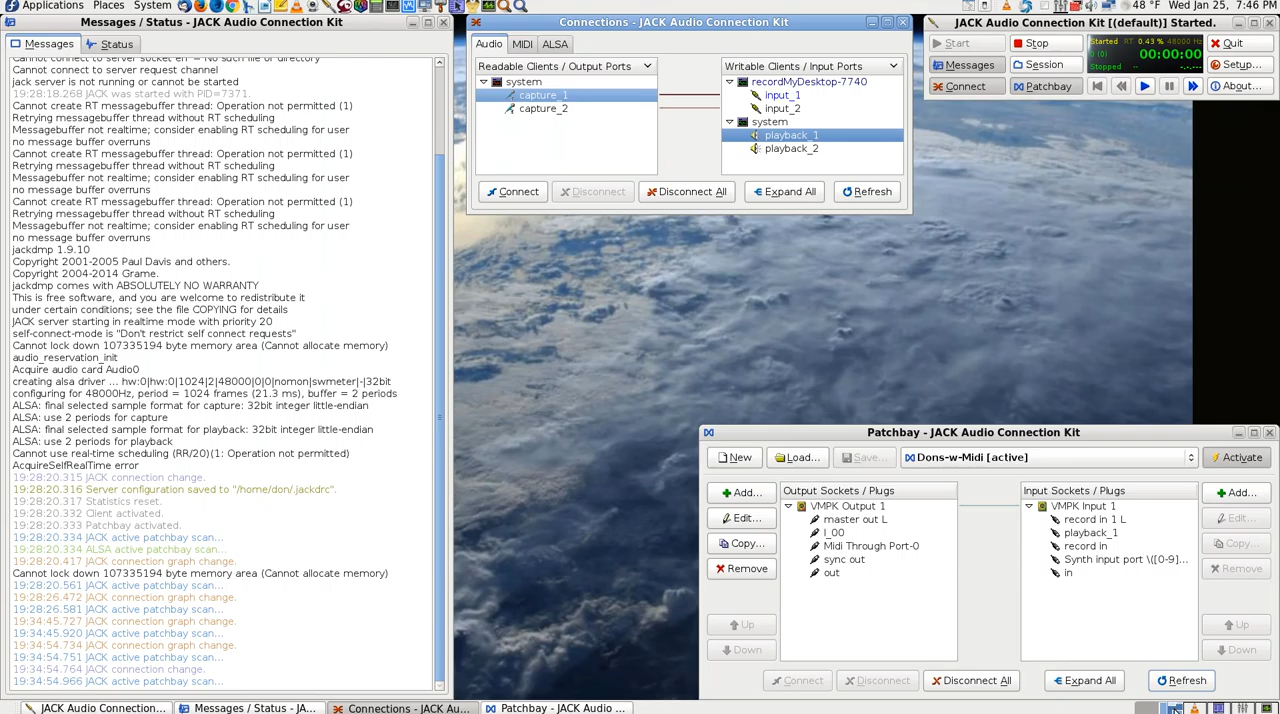 Applications Places System
48 °F Wed Jan 25, 7:46 PM
Messages / Status - JACK Audio Connection Kit
Messages Status
Cannot connect to server socket err = No such file or directory
Cannot connect to server request channel
jack server is not running or cannot be started
19:28:18.268 JACK was started with PID=7371.
Cannot create RT messagebuffer thread: Operation not permitted (1)
Retrying messagebuffer thread without RT scheduling
Messagebuffer not realtime; consider enabling RT scheduling for user
no message buffer overruns
Cannot create RT messagebuffer thread: Operation not permitted (1)
Retrying messagebuffer thread without RT scheduling
Messagebuffer not realtime; consider enabling RT scheduling for user
no message buffer overruns
Cannot create RT messagebuffer thread: Operation not permitted (1)
Retrying messagebuffer thread without RT scheduling
Messagebuffer not realtime; consider enabling RT scheduling for user
no message buffer overruns
jackdmp 1.9.10
Copyright 2001-2005 Paul Davis and others.
Copyright 2004-2014 Grame.
jackdmp comes with ABSOLUTELY NO WARRANTY
This is free software, and you are welcome to redistribute it
under certain conditions; see the file COPYING for details
JACK server starting in realtime mode with priority 20
self-connect-mode is "Don't restrict self connect requests"
Cannot lock down 107335194 byte memory area (Cannot allocate memory)
audio_reservation_init
Acquire audio card Audio0
creating alsa driver ... hw:0|hw:0|1024|2|48000|0|0|nomon|swmeter|-|32bit
configuring for 48000Hz, period = 1024 frames (21.3 ms), buffer = 2 periods
ALSA: final selected sample format for capture: 32bit integer little-endian
ALSA: use 2 periods for capture
ALSA: final selected sample format for playback: 32bit integer little-endian
ALSA: use 2 periods for playback
Cannot use real-time scheduling (RR/20)(1: Operation not permitted)
AcquireSelfRealTime error
19:28:20.315 JACK connection change.
19:28:20.316 Server configuration saved to "/home/don/.jackdrc".
19:28:20.317 Statistics reset.
19:28:20.332 Client activated.
19:28:20.333 Patchbay activated.
19:28:20.334 JACK active patchbay scan...
19:28:20.334 ALSA active patchbay scan...
19:28:20.417 JACK connection graph change.
Cannot lock down 107335194 byte memory area (Cannot allocate memory)
19:28:20.561 JACK active patchbay scan...
19:28:26.472 JACK connection graph change.
19:28:26.581 JACK active patchbay scan...
19:34:45.727 JACK connection graph change.
19:34:45.920 JACK active patchbay scan...
19:34:54.734 JACK connection graph change.
19:34:54.751 JACK active patchbay scan...
19:34:54.764 JACK connection change.
19:34:54.966 JACK active patchbay scan...
Connections - JACK Audio Connection Kit
Audio MIDI ALSA
Readable Clients / Output Ports
system
capture_1
capture_2
Writable Clients / Input Ports
recordMyDesktop-7740
input_1
input_2
system
playback_1
playback_2
Connect Disconnect Disconnect All Expand All Refresh
JACK Audio Connection Kit [(default)] Started.
Start Stop
Started RT 0.43 % 48000 Hz
0 (0) 00:00:00
Stopped -- -.-.---
Quit
Messages Session Setup...
Connect Patchbay About...
Patchbay - JACK Audio Connection Kit
New Load... Save... Dons-w-Midi [active] Activate
Add...
Edit...
Copy...
Remove
Up
Down
Output Sockets / Plugs
VMPK Output 1
master out L
l_00
Midi Through Port-0
sync out
out
Input Sockets / Plugs
VMPK Input 1
record in 1 L
playback_1
record in
Synth input port \([0-9]...
in
Add...
Edit...
Copy...
Remove
Up
Down
Connect Disconnect Disconnect All Expand All Refresh
JACK Audio Connection... Messages / Status - JA... Connections - JACK Au... Patchbay - JACK Audio ...